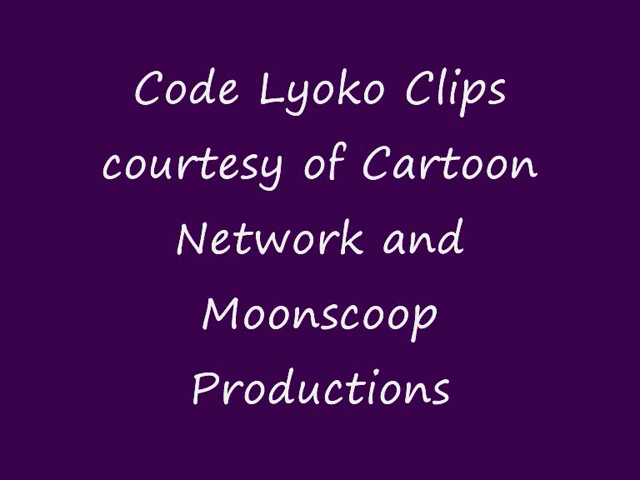 Code Lyoko Clips
courtesy of Cartoon
Network and
Moonscoop
Productions